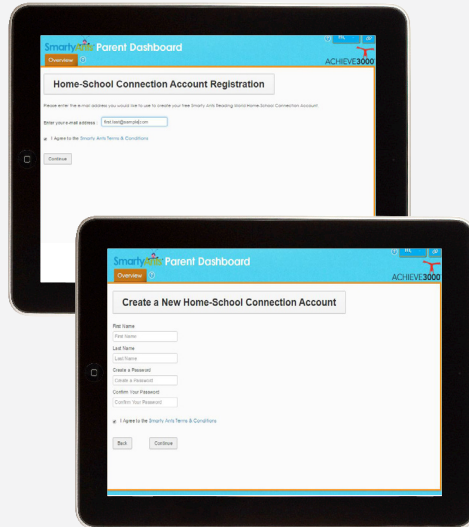 SmartyAnts Parent Dashboard
Overview
ACHIEVE3000
Home-School Connection Account Registration
Please enter the e-mail address you would like to use to create your free Smarty Ants Reading World Home-School Connection Account
Enter your e-mail address :
I Agree to the Smarty Ants Terms & Conditions
Continue
SmartyAnts Parent Dashboard
Overview
ACHIEVE3000
Create a New Home-School Connection Account
First Name
First Name
Last Name
Last Name
Create a Password
Create a Password
Confirm Your Password
Confirm Your Password
I Agree to the Smarty Ants Terms & Conditions
Back Continue